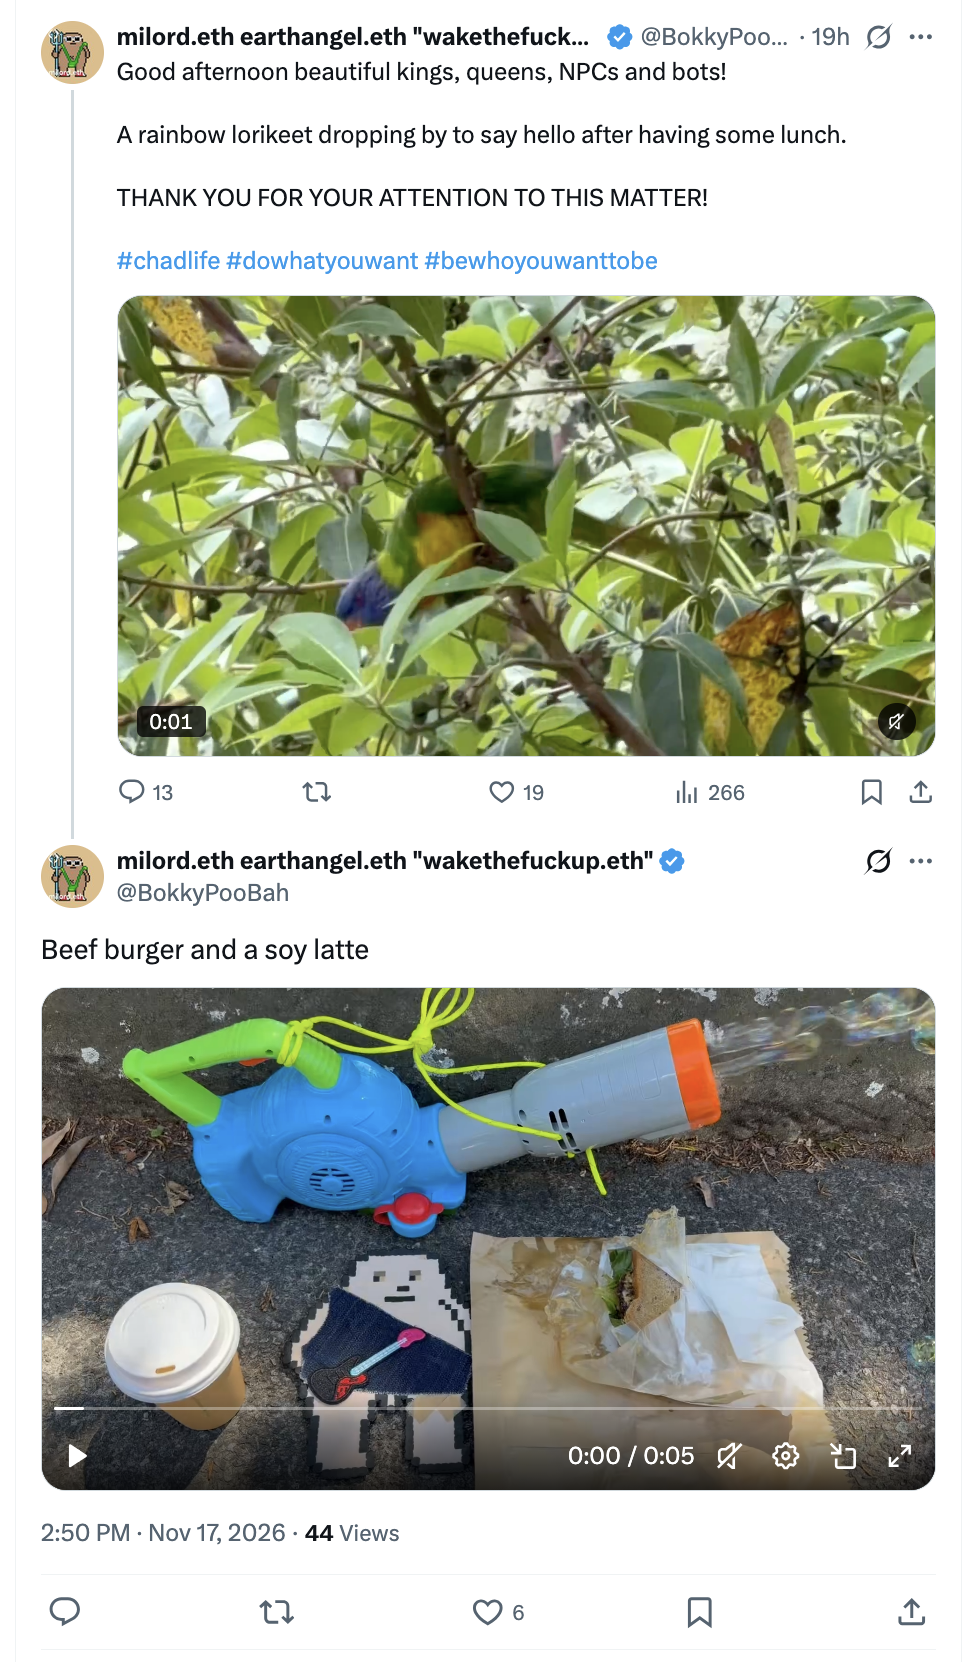 milord.eth earthangel.eth "wakethefuck... @BokkyPoo... · 19h
Good afternoon beautiful kings, queens, NPCs and bots!
A rainbow lorikeet dropping by to say hello after having some lunch.
THANK YOU FOR YOUR ATTENTION TO THIS MATTER!
#chadlife #dowhatyouwant #bewhoyouwanttobe
0:01
13 19 266
milord.eth earthangel.eth "wakethefuckup.eth"
@BokkyPooBah
Beef burger and a soy latte
0:00 / 0:05
2:50 PM · Nov 17, 2026 · 44 Views
6